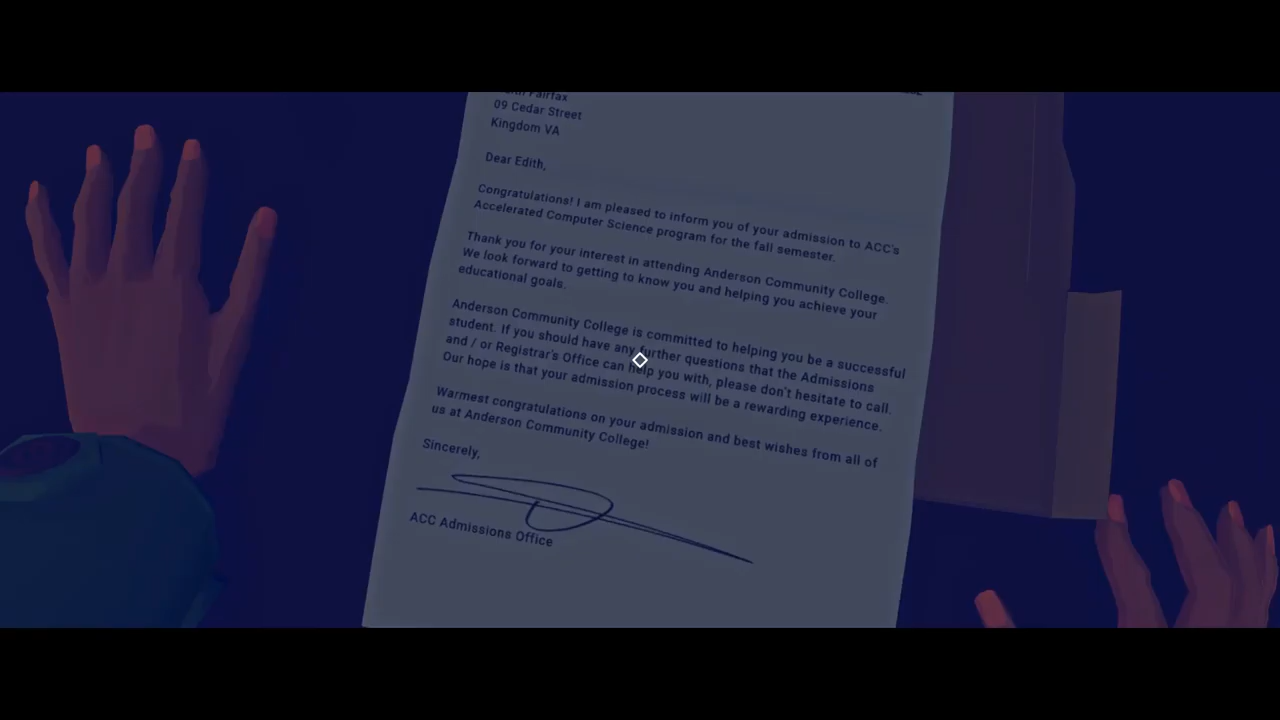 Fairfax
09 Cedar Street
Kingdom VA
Dear Edith,
Congratulations! I am pleased to inform you of your admission to ACC's
Accelerated Computer Science program for the fall semester.
Thank you for your interest in attending Anderson Community College.
We look forward to getting to know you and helping you achieve your
educational goals.
Anderson Community College is committed to helping you be a successful
student. If you should have any further questions that the Admissions
and / or Registrar's Office can help you with, please don't hesitate to call.
Our hope is that your admission process will be a rewarding experience.
Warmest congratulations on your admission and best wishes from all of
us at Anderson Community College!
Sincerely,
ACC Admissions Office